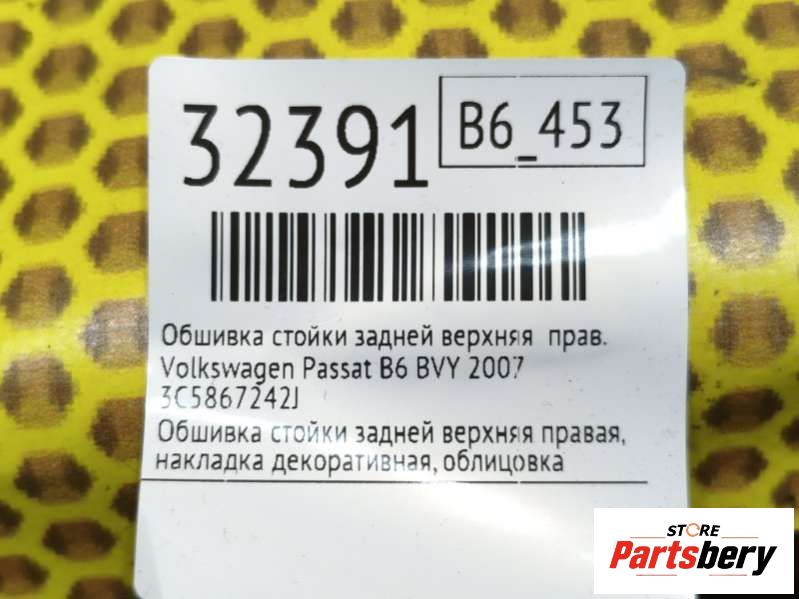 32391
B6_453
Обшивка стойки задней верхняя прав.
Volkswagen Passat B6 BVY 2007
3C5867242J
Обшивка стойки задней верхняя правая,
накладка декоративная, облицовка
STORE
Partsbery